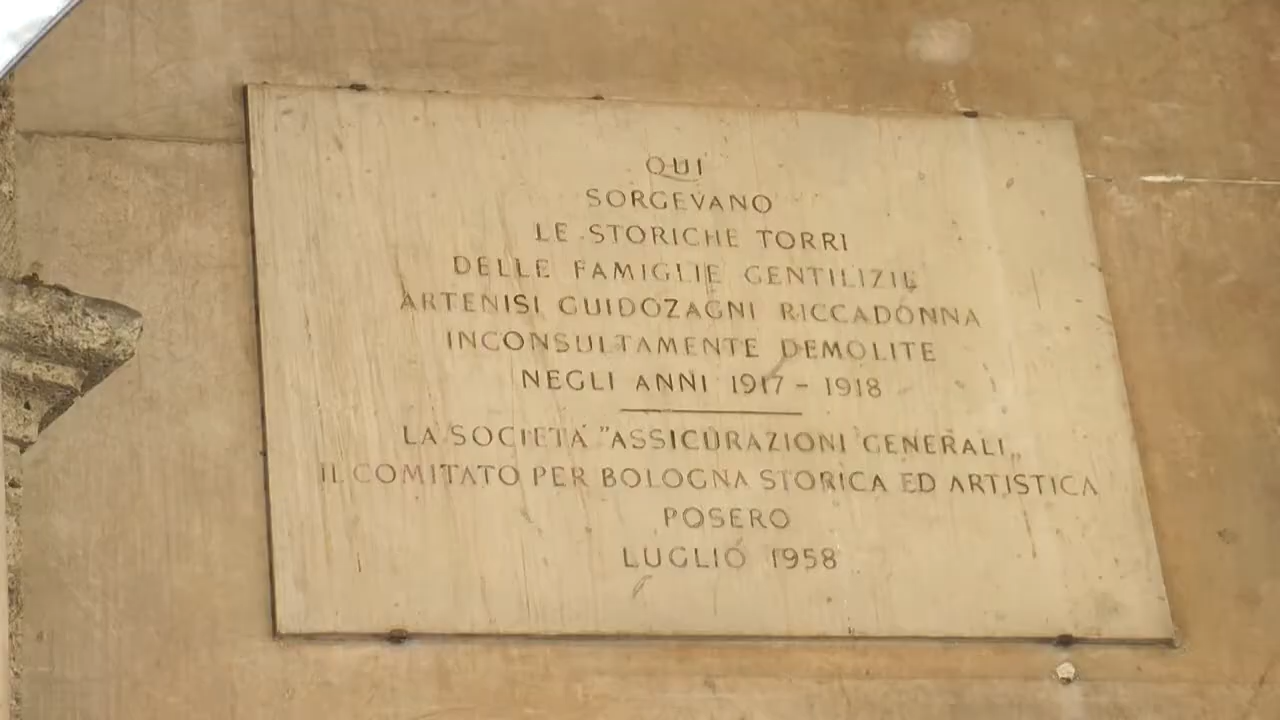 QUI
SORGEVANO
LE STORICHE TORRI
DELLE FAMIGLIE GENTILIZIE
ARTENISI GUIDOZAGNI RICCADONNA
INCONSULTAMENTE DEMOLITE
NEGLI ANNI 1917 - 1918
LA SOCIETÀ "ASSICURAZIONI GENERALI„
IL COMITATO PER BOLOGNA STORICA ED ARTISTICA
POSERO
LUGLIO 1958